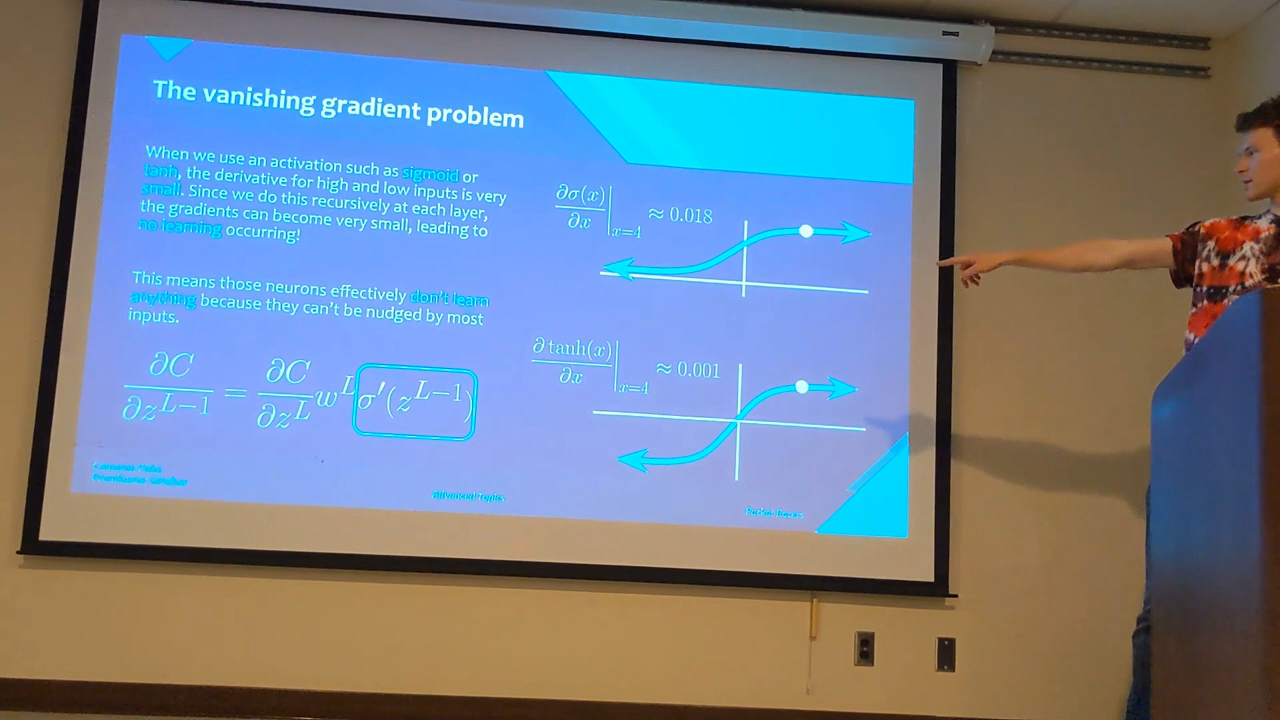 The vanishing gradient problem
When we use an activation such as sigmoid or
tanh, the derivative for high and low inputs is very
small. Since we do this recursively at each layer,
the gradients can become very small, leading to
no learning occurring!
This means those neurons effectively don't learn
anything because they can't be nudged by most
inputs.
∂C/∂z^{L−1} = ∂C/∂z^L w^L σ′(z^{L−1})
∂σ(x)/∂x |_{x=4} ≈ 0.018
∂ tanh(x)/∂x |_{x=4} ≈ 0.001
Advanced Topics